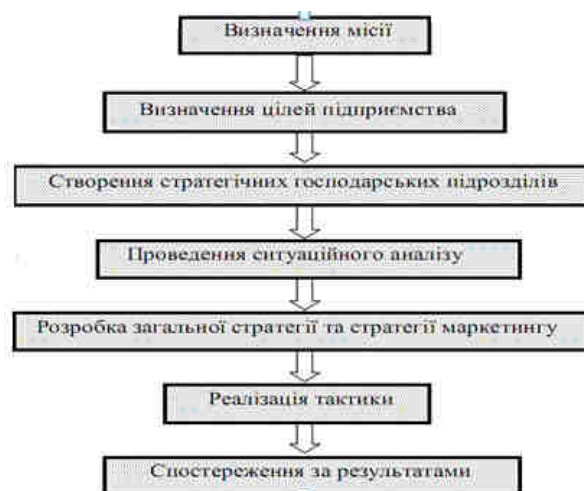 Визначення місії
Визначення цілей підприємства
Створення стратегічних господарських підрозділів
Проведення ситуаційного аналізу
Розробка загальної стратегії та стратегії маркетингу
Реалізація тактики
Спостереження за результатами